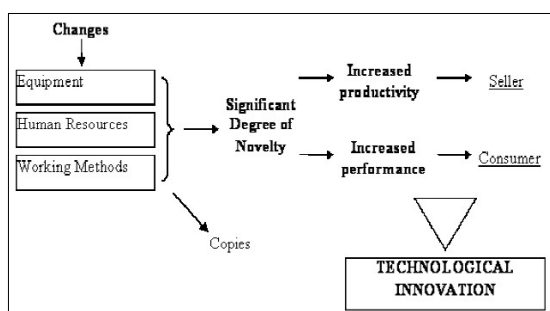 Changes
Equipment
Human Resources
Working Methods
Significant
Degree of
Novelty
Copies
Increased
productivity
Seller
Increased
performance
Consumer
TECHNOLOGICAL
INNOVATION